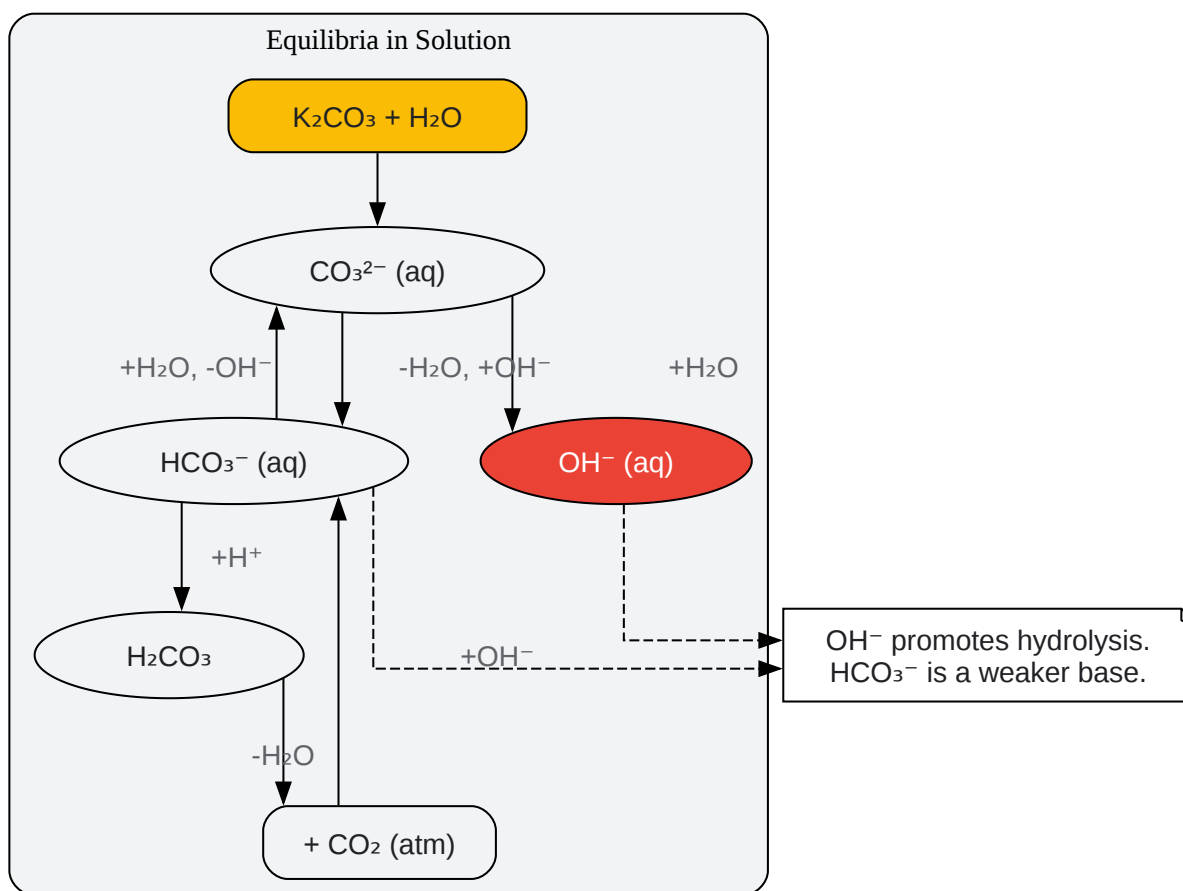 Equilibria in Solution
K₂CO₃ + H₂O
CO₃²⁻ (aq)
+H₂O, -OH⁻
-H₂O, +OH⁻
+H₂O
HCO₃⁻ (aq)
OH⁻ (aq)
+H⁺
H₂CO₃
+OH⁻
OH⁻ promotes hydrolysis.
HCO₃⁻ is a weaker base.
-H₂O
+ CO₂ (atm)